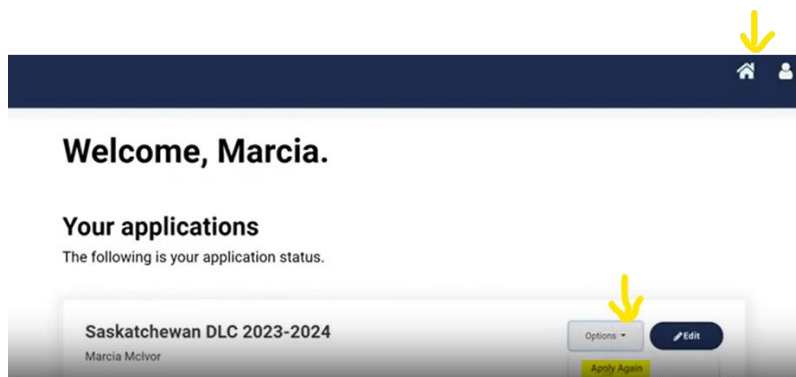 Welcome, Marcia.
Your applications
The following is your application status.
Saskatchewan DLC 2023-2024
Options
Edit
Marcia McIvor
Apply Again